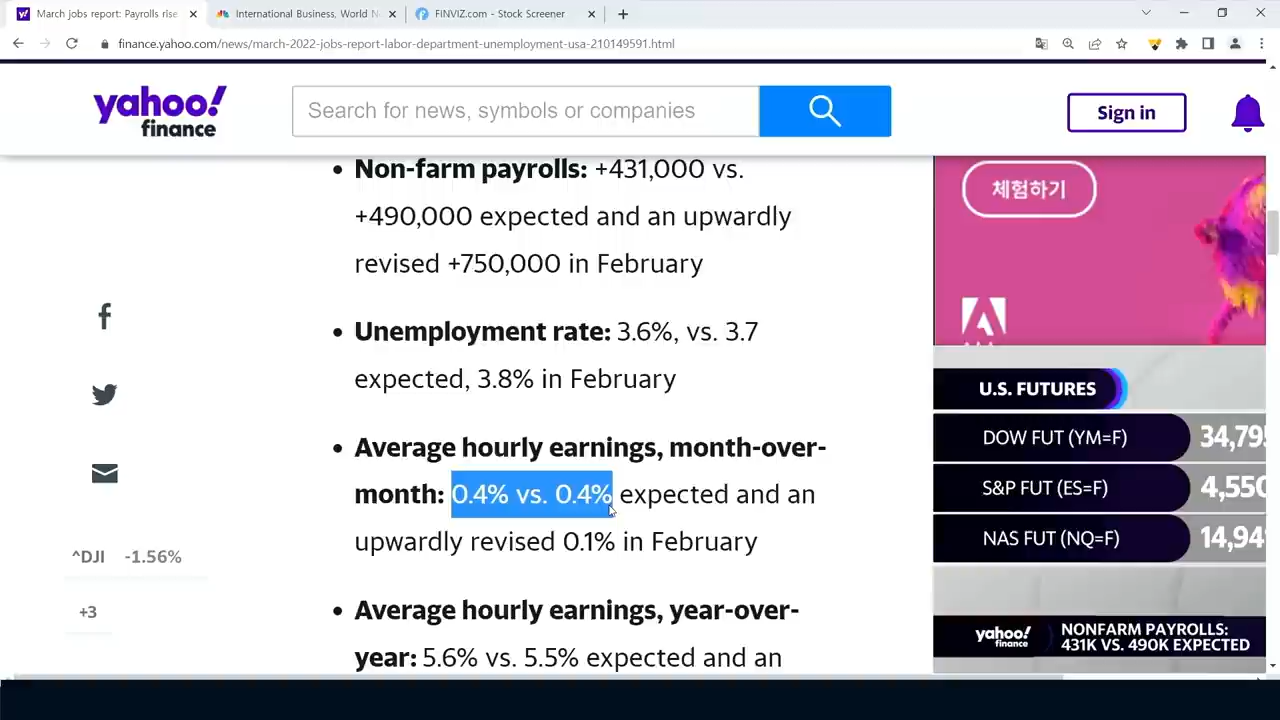 March jobs report: Payrolls rise
International Business, World N
FINVIZ.com - Stock Screener
finance.yahoo.com/news/march-2022-jobs-report-labor-department-unemployment-usa-210149591.html
yahoo!
finance
Search for news, symbols or companies
Sign in
• Non-farm payrolls: +431,000 vs.
+490,000 expected and an upwardly
revised +750,000 in February
• Unemployment rate: 3.6%, vs. 3.7
expected, 3.8% in February
• Average hourly earnings, month-over-
month: 0.4% vs. 0.4% expected and an
upwardly revised 0.1% in February
• Average hourly earnings, year-over-
year: 5.6% vs. 5.5% expected and an
^DJI -1.56%
+3
체험하기
U.S. FUTURES
DOW FUT (YM=F) 34,795
S&P FUT (ES=F) 4,550
NAS FUT (NQ=F) 14,94
yahoo!
finance
NONFARM PAYROLLS:
431K VS. 490K EXPECTED